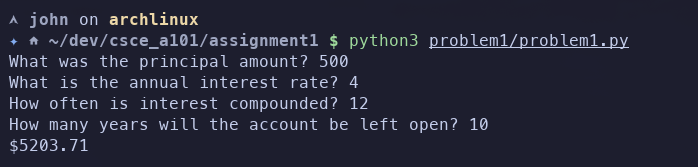 john on archlinux
~/dev/csce_a101/assignment1 $ python3 problem1/problem1.py
What was the principal amount? 500
What is the annual interest rate? 4
How often is interest compounded? 12
How many years will the account be left open? 10
$5203.71